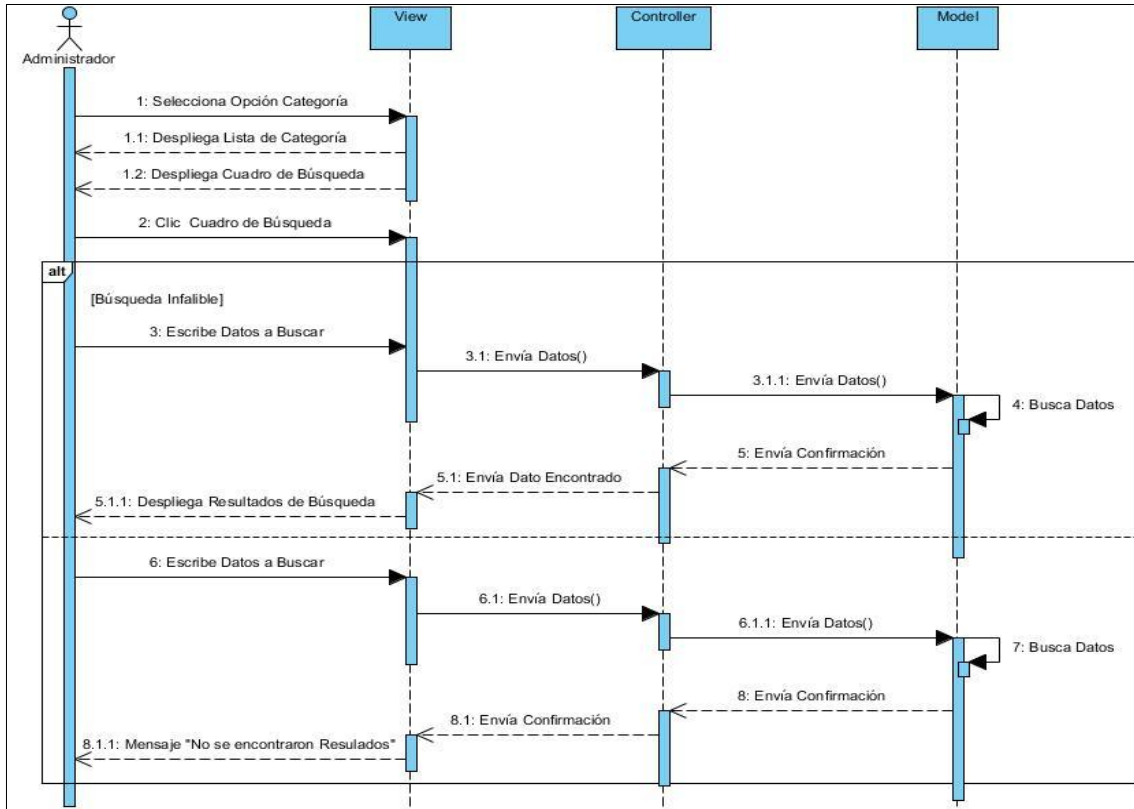 View
Controller
Model
Administrador
1: Selecciona Opción Categoría
1.1: Despliega Lista de Categoría
1.2: Despliega Cuadro de Búsqueda
2: Clic Cuadro de Búsqueda
alt
[Búsqueda Infalible]
3: Escribe Datos a Buscar
3.1: Envía Datos()
3.1.1: Envía Datos()
4: Busca Datos
5: Envía Confirmación
5.1: Envía Dato Encontrado
5.1.1: Despliega Resultados de Búsqueda
6: Escribe Datos a Buscar
6.1: Envía Datos()
6.1.1: Envía Datos()
7: Busca Datos
8: Envía Confirmación
8.1: Envía Confirmación
8.1.1: Mensaje "No se encontraron Resulados"